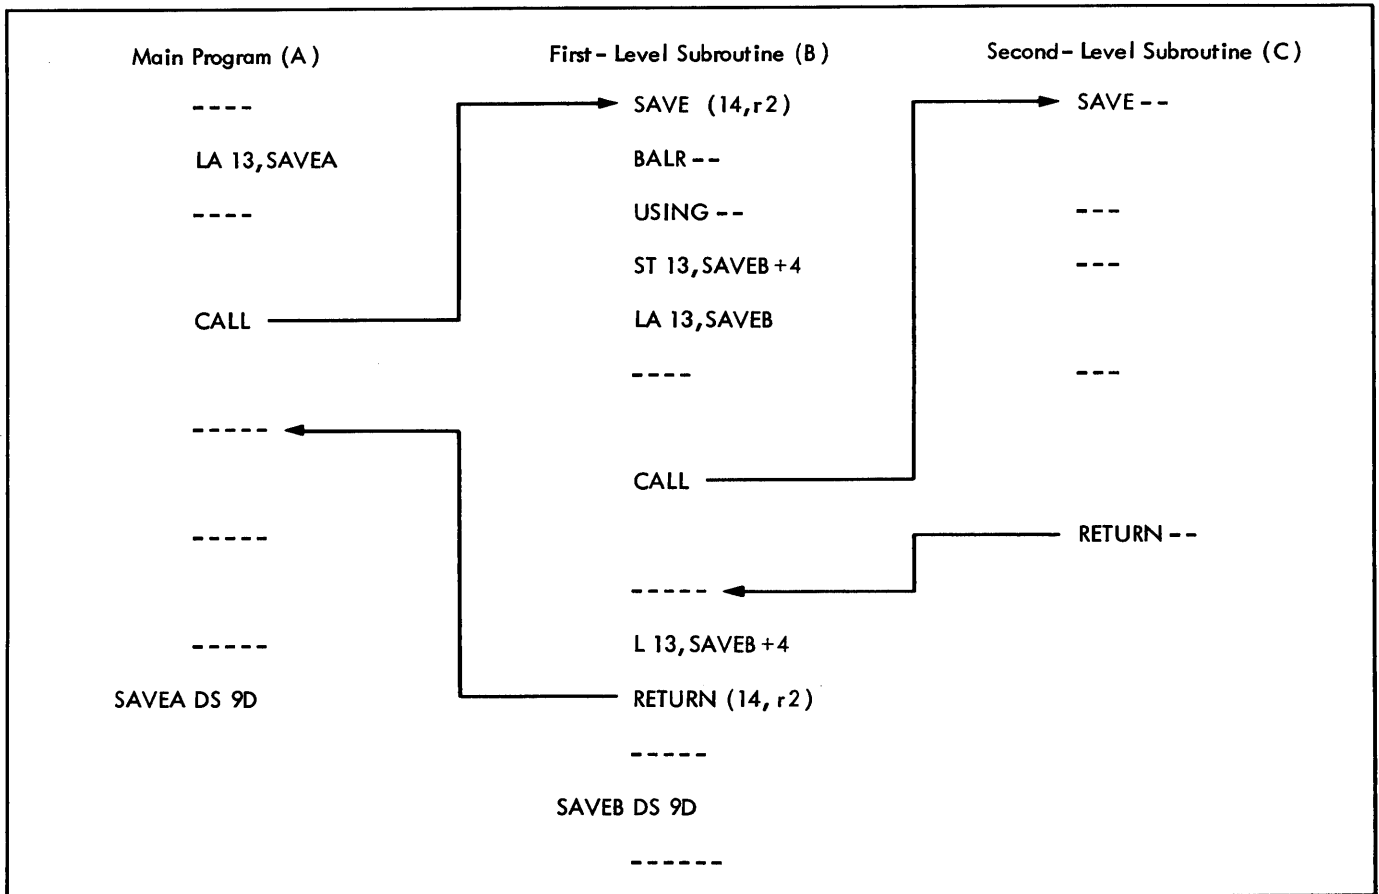 Main Program (A)
----
LA 13,SAVEA
----
CALL
-----
-----
-----
SAVEA DS 9D
First-Level Subroutine (B)
SAVE (14,r2)
BALR--
USING--
ST 13,SAVEB+4
LA 13,SAVEB
----
CALL
-----
L 13,SAVEB+4
RETURN (14, r2)
-----
SAVEB DS 9D
------
Second-Level Subroutine (C)
SAVE--
---
---
---
RETURN--